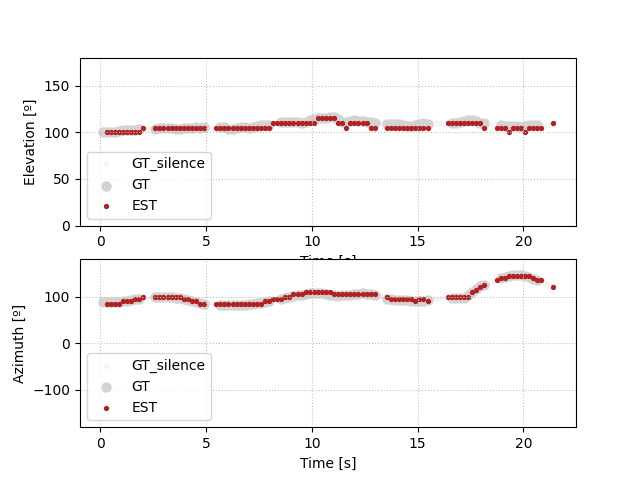 Elevation [º]
150
100
50
0
GT_silence
GT
EST
0 5 10 15 20
Time [s]
Azimuth [º]
100
0
−100
GT_silence
GT
EST
0 5 10 15 20
Time [s]